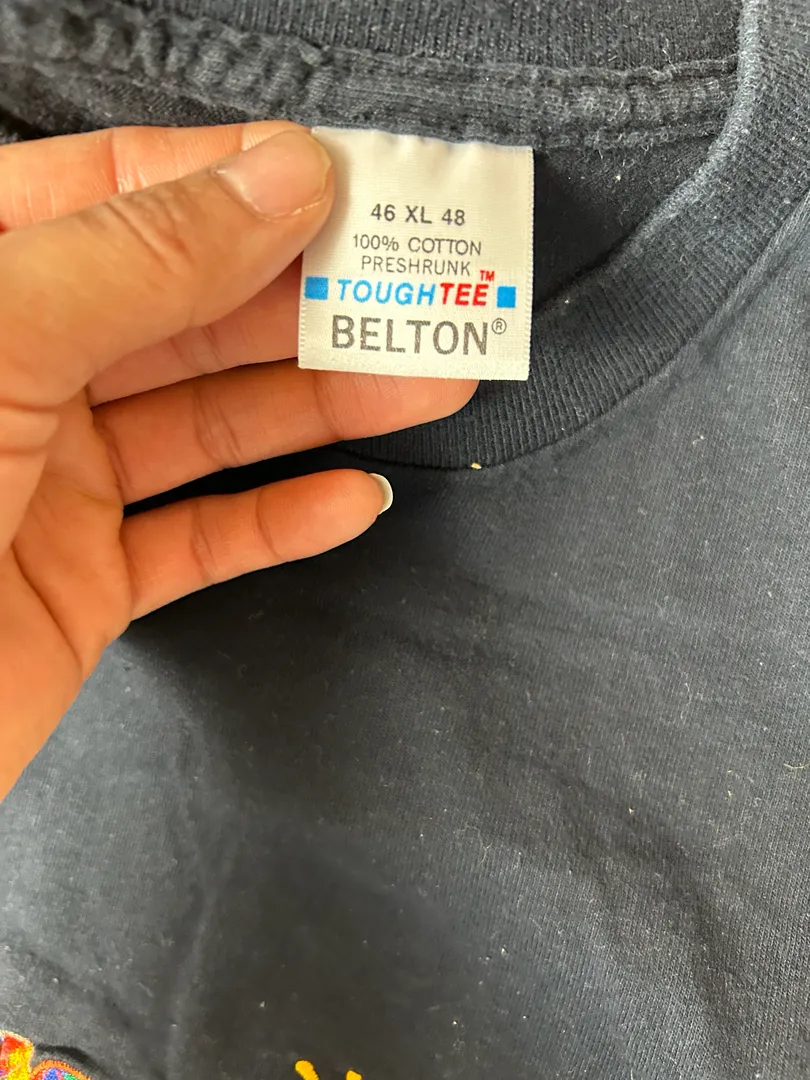 46 XL 48
100% COTTON
PRESHRUNK
TOUGHTEE™
BELTON®